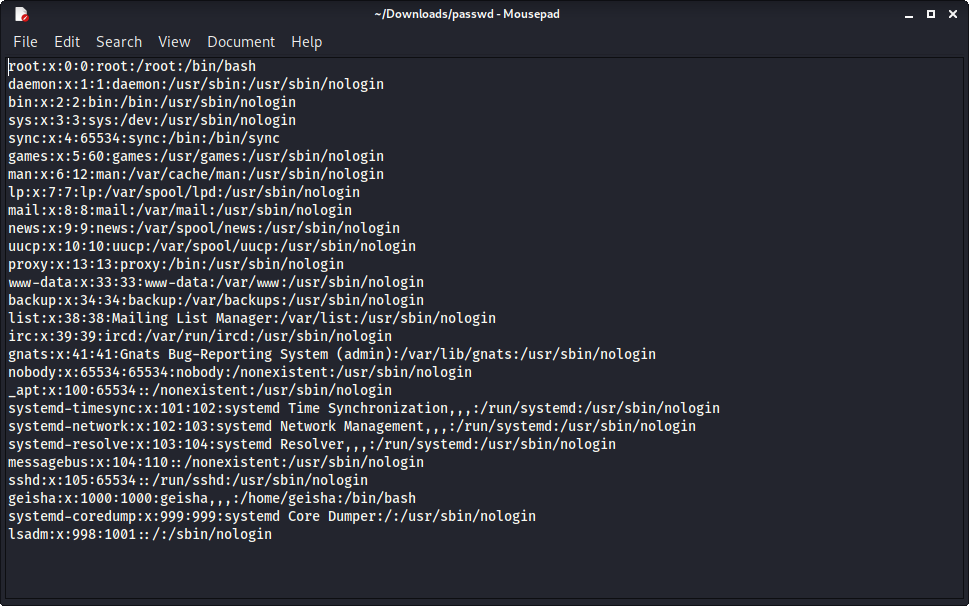 ~/Downloads/passwd - Mousepad
File Edit Search View Document Help
root:x:0:0:root:/root:/bin/bash
daemon:x:1:1:daemon:/usr/sbin:/usr/sbin/nologin
bin:x:2:2:bin:/bin:/usr/sbin/nologin
sys:x:3:3:sys:/dev:/usr/sbin/nologin
sync:x:4:65534:sync:/bin:/bin/sync
games:x:5:60:games:/usr/games:/usr/sbin/nologin
man:x:6:12:man:/var/cache/man:/usr/sbin/nologin
lp:x:7:7:lp:/var/spool/lpd:/usr/sbin/nologin
mail:x:8:8:mail:/var/mail:/usr/sbin/nologin
news:x:9:9:news:/var/spool/news:/usr/sbin/nologin
uucp:x:10:10:uucp:/var/spool/uucp:/usr/sbin/nologin
proxy:x:13:13:proxy:/bin:/usr/sbin/nologin
www-data:x:33:33:www-data:/var/www:/usr/sbin/nologin
backup:x:34:34:backup:/var/backups:/usr/sbin/nologin
list:x:38:38:Mailing List Manager:/var/list:/usr/sbin/nologin
irc:x:39:39:ircd:/var/run/ircd:/usr/sbin/nologin
gnats:x:41:41:Gnats Bug-Reporting System (admin):/var/lib/gnats:/usr/sbin/nologin
nobody:x:65534:65534:nobody:/nonexistent:/usr/sbin/nologin
_apt:x:100:65534::/nonexistent:/usr/sbin/nologin
systemd-timesync:x:101:102:systemd Time Synchronization,,,:/run/systemd:/usr/sbin/nologin
systemd-network:x:102:103:systemd Network Management,,,:/run/systemd:/usr/sbin/nologin
systemd-resolve:x:103:104:systemd Resolver,,,:/run/systemd:/usr/sbin/nologin
messagebus:x:104:110::/nonexistent:/usr/sbin/nologin
sshd:x:105:65534::/run/sshd:/usr/sbin/nologin
geisha:x:1000:1000:geisha,,,:/home/geisha:/bin/bash
systemd-coredump:x:999:999:systemd Core Dumper:/:/usr/sbin/nologin
lsadm:x:998:1001::/:/sbin/nologin